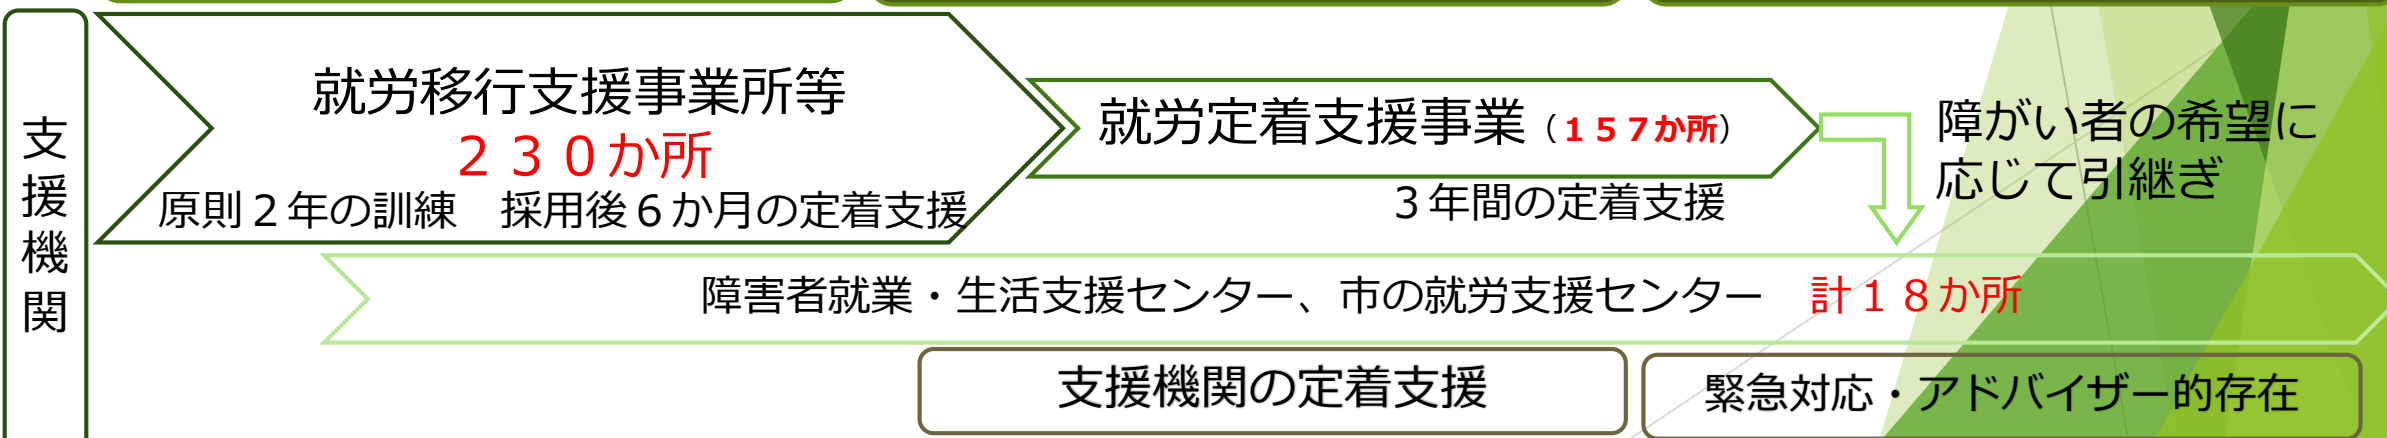 支援機関
就労移行支援事業所等
２３０か所
原則２年の訓練　採用後６か月の定着支援
就労定着支援事業（１５７か所）
３年間の定着支援
障がい者の希望に
応じて引継ぎ
障害者就業・生活支援センター、市の就労支援センター　計１８か所
支援機関の定着支援
緊急対応・アドバイザー的存在